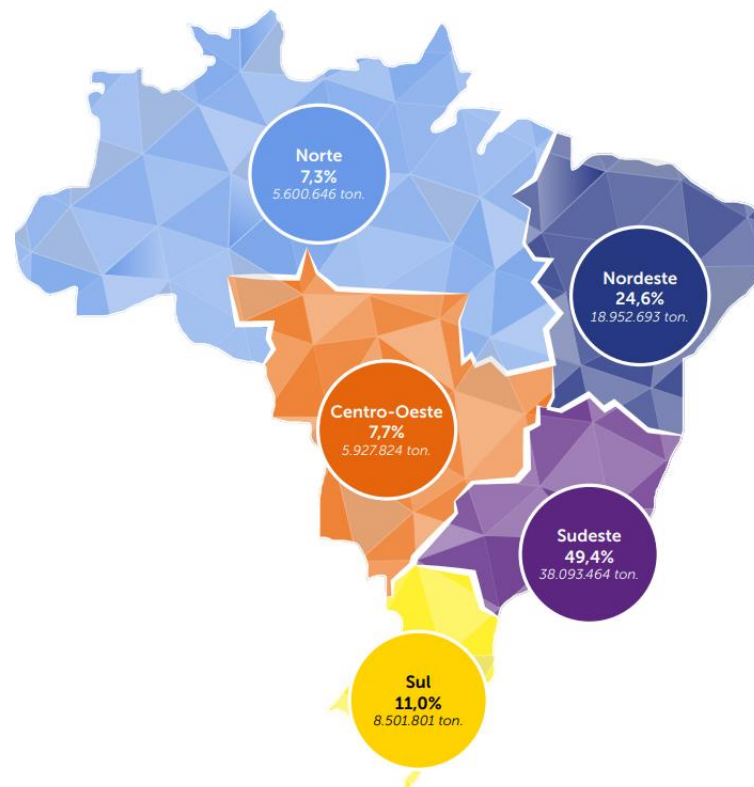 Norte
7,3%
5.600.646 ton.
Nordeste
24,6%
18.952.693 ton.
Centro-Oeste
7,7%
5.927.824 ton.
Sudeste
49,4%
38.093.464 ton.
Sul
11,0%
8.501.801 ton.